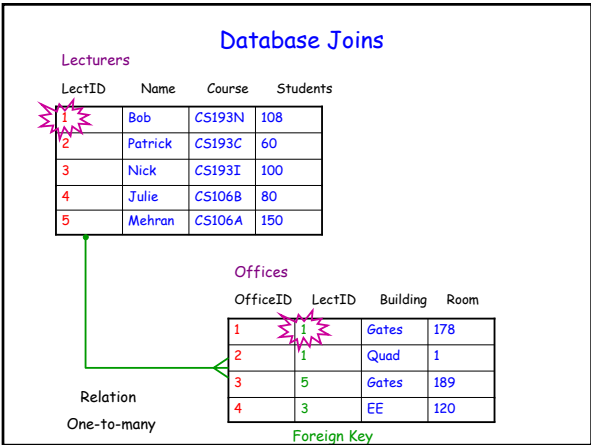 Database Joins
Lecturers
LectID Name Course Students
1 Bob CS193N 108
2 Patrick CS193C 60
3 Nick CS193I 100
4 Julie CS106B 80
5 Mehran CS106A 150
Offices
OfficeID LectID Building Room
1 1 Gates 178
2 1 Quad 1
3 5 Gates 189
4 3 EE 120
Relation
One-to-many
Foreign Key